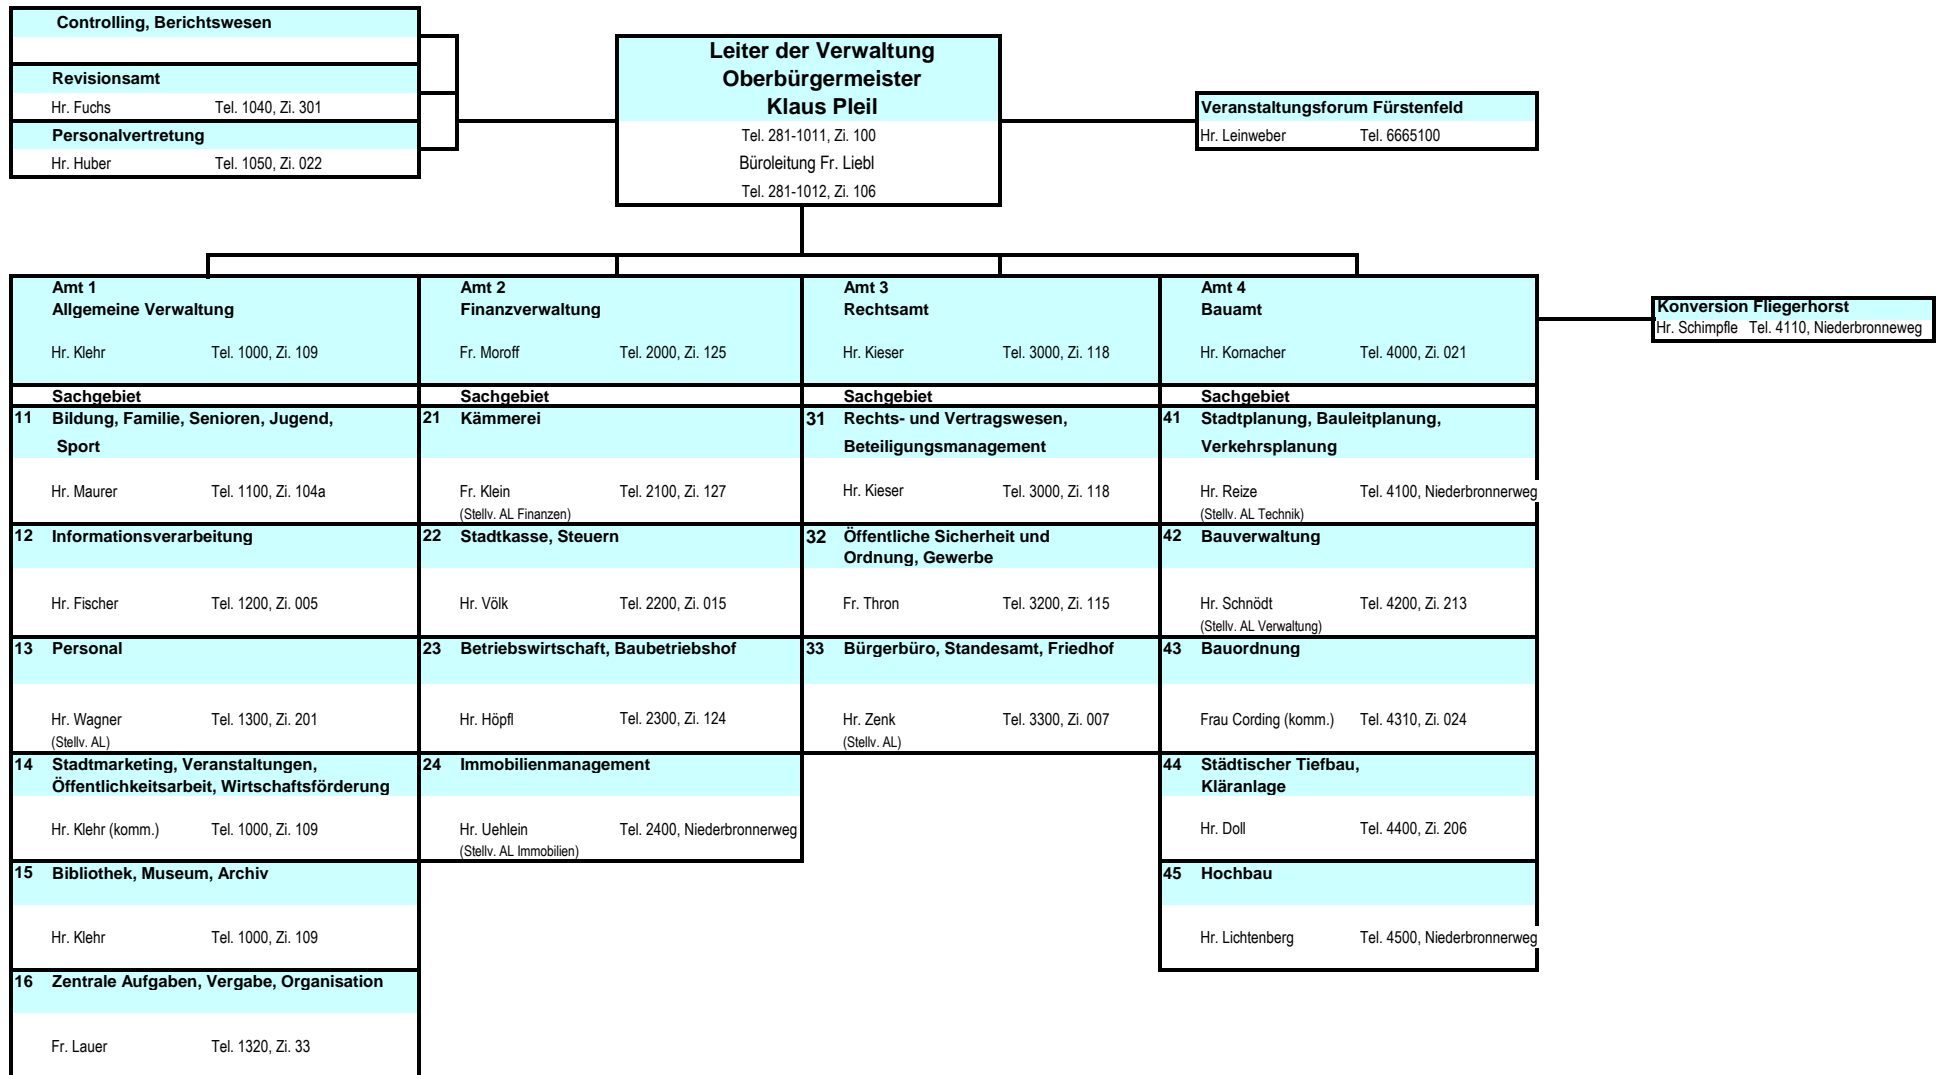 Controlling, Berichtswesen
Revisionsamt
Hr. Fuchs Tel. 1040, Zi. 301
Personalvertretung
Hr. Huber Tel. 1050, Zi. 022
Leiter der Verwaltung
Oberbürgermeister
Klaus Pleil
Tel. 281-1011, Zi. 100
Büroleitung Fr. Liebl
Tel. 281-1012, Zi. 106
Veranstaltungsforum Fürstenfeld
Hr. Leinweber Tel. 6665100
Amt 1
Allgemeine Verwaltung
Hr. Klehr Tel. 1000, Zi. 109
Sachgebiet
11 Bildung, Familie, Senioren, Jugend,
Sport
Hr. Maurer Tel. 1100, Zi. 104a
12 Informationsverarbeitung
Hr. Fischer Tel. 1200, Zi. 005
13 Personal
Hr. Wagner Tel. 1300, Zi. 201
(Stellv. AL)
14 Stadtmarketing, Veranstaltungen,
Öffentlichkeitsarbeit, Wirtschaftsförderung
Hr. Klehr (komm.) Tel. 1000, Zi. 109
15 Bibliothek, Museum, Archiv
Hr. Klehr Tel. 1000, Zi. 109
16 Zentrale Aufgaben, Vergabe, Organisation
Fr. Lauer Tel. 1320, Zi. 33
Amt 2
Finanzverwaltung
Fr. Moroff Tel. 2000, Zi. 125
Sachgebiet
21 Kämmerei
Fr. Klein Tel. 2100, Zi. 127
(Stellv. AL Finanzen)
22 Stadtkasse, Steuern
Hr. Völk Tel. 2200, Zi. 015
23 Betriebswirtschaft, Baubetriebshof
Hr. Höpfl Tel. 2300, Zi. 124
24 Immobilienmanagement
Hr. Uehlein Tel. 2400, Niederbronnerweg
(Stellv. AL Immobilien)
Amt 3
Rechtsamt
Hr. Kieser Tel. 3000, Zi. 118
Sachgebiet
31 Rechts- und Vertragswesen,
Beteiligungsmanagement
Hr. Kieser Tel. 3000, Zi. 118
32 Öffentliche Sicherheit und
Ordnung, Gewerbe
Fr. Thron Tel. 3200, Zi. 115
33 Bürgerbüro, Standesamt, Friedhof
Hr. Zenk Tel. 3300, Zi. 007
(Stellv. AL)
Amt 4
Bauamt
Hr. Kornacher Tel. 4000, Zi. 021
Sachgebiet
41 Stadtplanung, Bauleitplanung,
Verkehrsplanung
Hr. Reize Tel. 4100, Niederbronnerweg
(Stellv. AL Technik)
42 Bauverwaltung
Hr. Schnödt Tel. 4200, Zi. 213
(Stellv. AL Verwaltung)
43 Bauordnung
Frau Cording (komm.) Tel. 4310, Zi. 024
44 Städtischer Tiefbau,
Kläranlage
Hr. Doll Tel. 4400, Zi. 206
45 Hochbau
Hr. Lichtenberg Tel. 4500, Niederbronnerweg
Konversion Fliegerhorst
Hr. Schimpfle Tel. 4110, Niederbronneweg